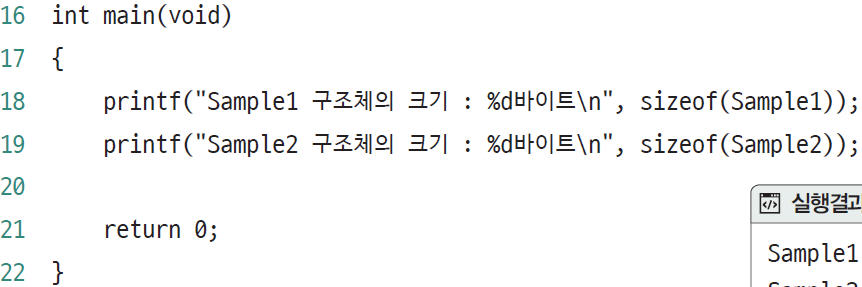 16 int main(void)
17 {
18 printf("Sample1 구조체의 크기 : %d바이트\n", sizeof(Sample1));
19 printf("Sample2 구조체의 크기 : %d바이트\n", sizeof(Sample2));
20
21 return 0;
22 }
실행결과
Sample1